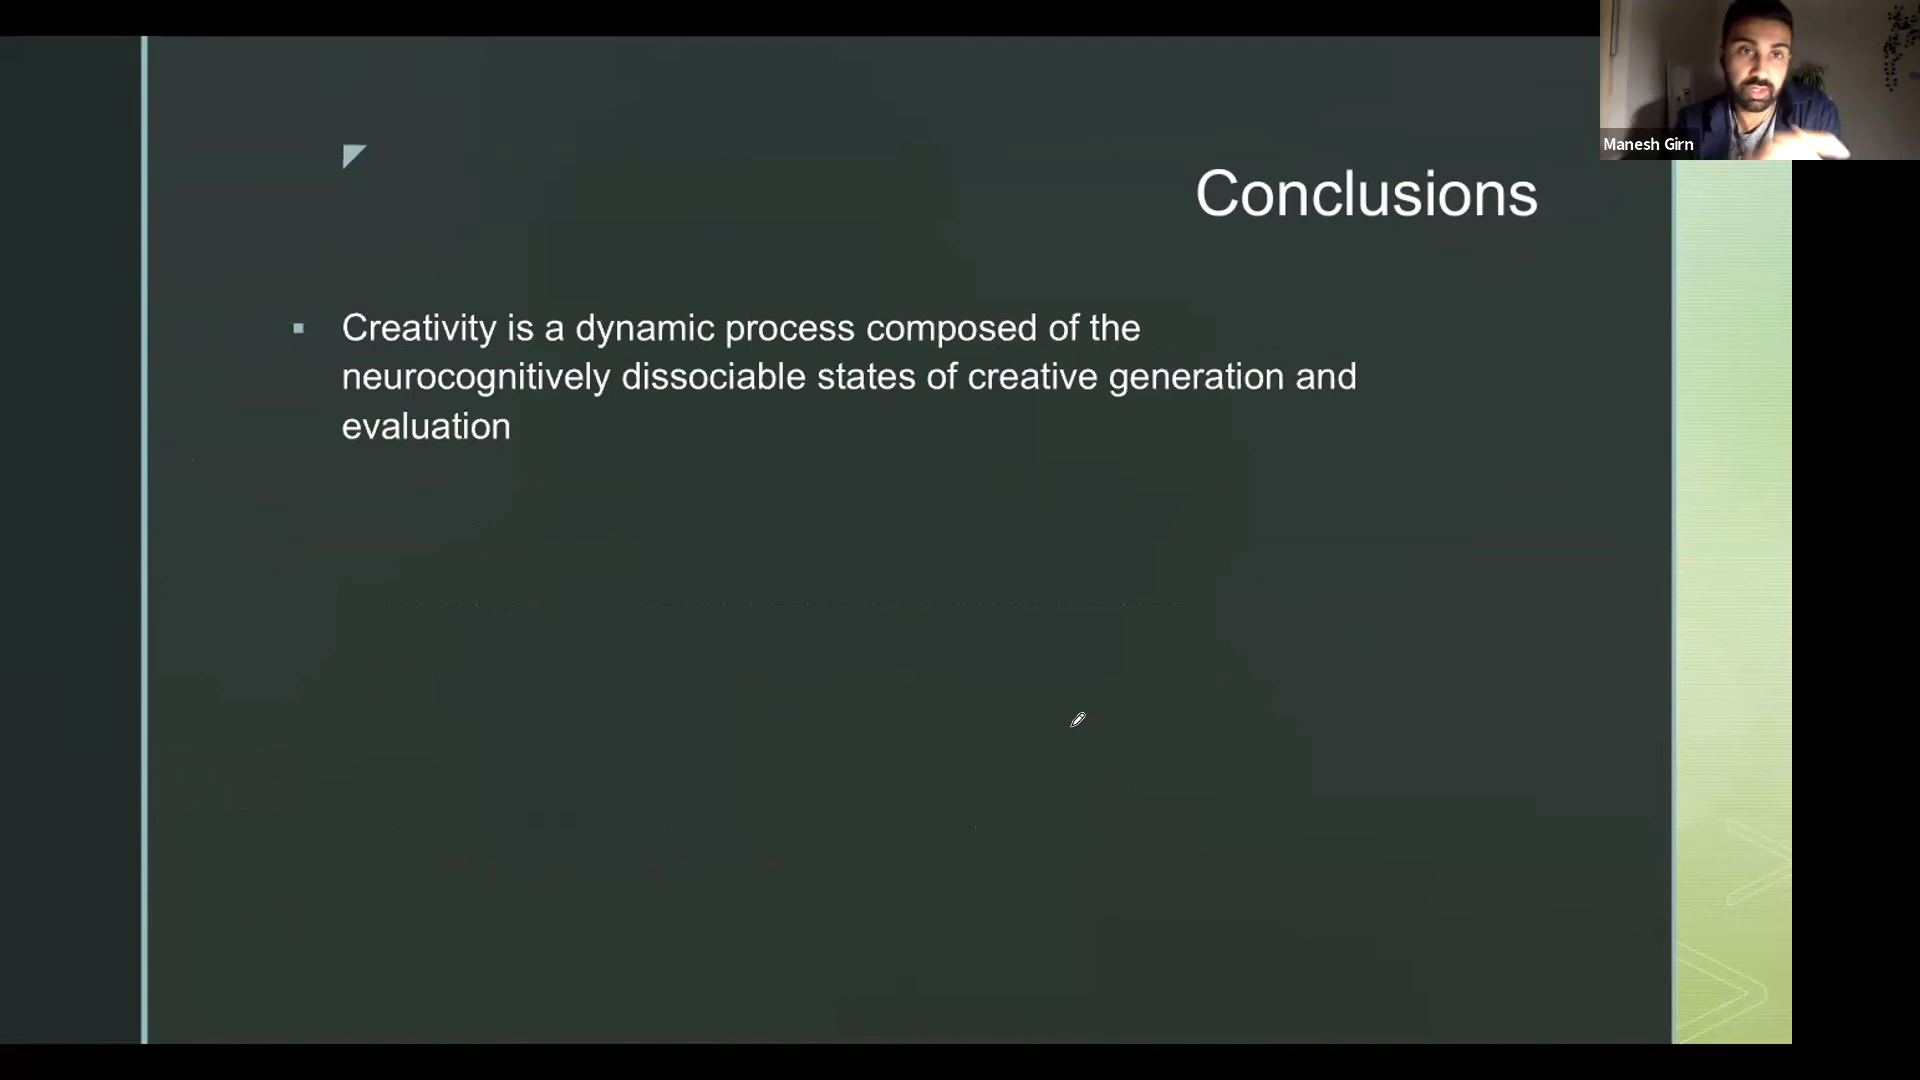 Manesh Girn
Conclusions
▪ Creativity is a dynamic process composed of the
neurocognitively dissociable states of creative generation and
evaluation